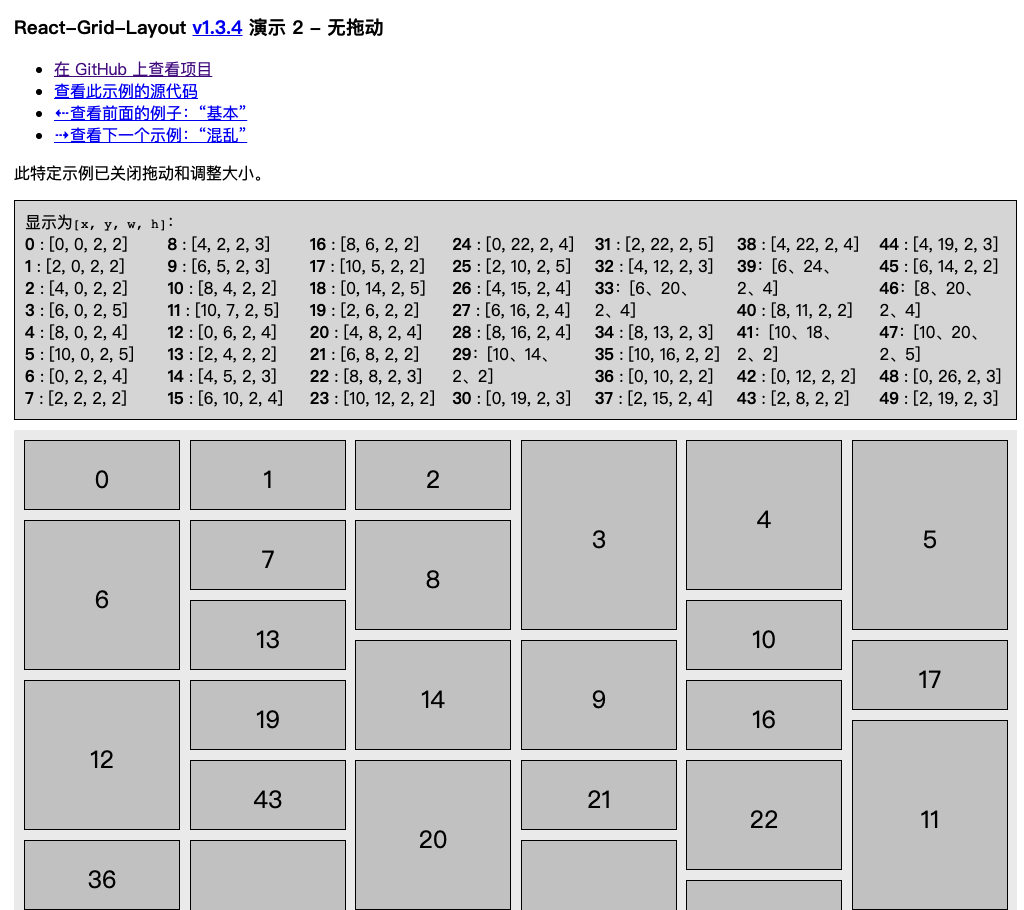 React-Grid-Layout v1.3.4 演示 2 - 无拖动
在 GitHub 上查看项目
查看此示例的源代码
⇠查看前面的例子：“基本”
⇢查看下一个示例：“混乱”
此特定示例已关闭拖动和调整大小。
显示为[x, y, w, h]：
0 : [0, 0, 2, 2]
1 : [2, 0, 2, 2]
2 : [4, 0, 2, 2]
3 : [6, 0, 2, 5]
4 : [8, 0, 2, 4]
5 : [10, 0, 2, 5]
6 : [0, 2, 2, 4]
7 : [2, 2, 2, 2]
8 : [4, 2, 2, 3]
9 : [6, 5, 2, 3]
10 : [8, 4, 2, 2]
11 : [10, 7, 2, 5]
12 : [0, 6, 2, 4]
13 : [2, 4, 2, 2]
14 : [4, 5, 2, 3]
15 : [6, 10, 2, 4]
16 : [8, 6, 2, 2]
17 : [10, 5, 2, 2]
18 : [0, 14, 2, 5]
19 : [2, 6, 2, 2]
20 : [4, 8, 2, 4]
21 : [6, 8, 2, 2]
22 : [8, 8, 2, 3]
23 : [10, 12, 2, 2]
24 : [0, 22, 2, 4]
25 : [2, 10, 2, 5]
26 : [4, 15, 2, 4]
27 : [6, 16, 2, 4]
28 : [8, 16, 2, 4]
29：[10、14、
2、2]
30 : [0, 19, 2, 3]
31 : [2, 22, 2, 5]
32 : [4, 12, 2, 3]
33：[6、20、
2、4]
34 : [8, 13, 2, 3]
35 : [10, 16, 2, 2]
36 : [0, 10, 2, 2]
37 : [2, 15, 2, 4]
38 : [4, 22, 2, 4]
39：[6、24、
2、4]
40 : [8, 11, 2, 2]
41：[10、18、
2、2]
42 : [0, 12, 2, 2]
43 : [2, 8, 2, 2]
44 : [4, 19, 2, 3]
45 : [6, 14, 2, 2]
46：[8、20、
2、4]
47：[10、20、
2、5]
48 : [0, 26, 2, 3]
49 : [2, 19, 2, 3]
0
1
2
3
4
5
6
7
8
13
10
17
14
9
12
19
16
43
21
22
11
20
36